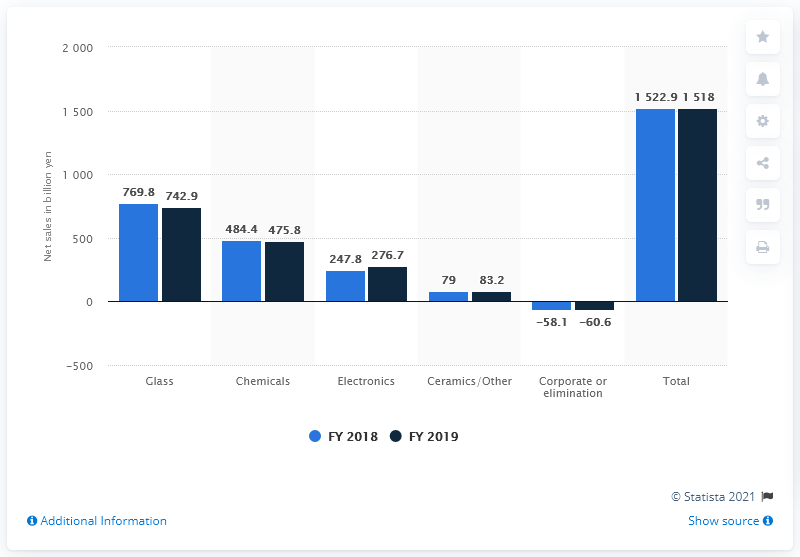 2 000
1 500
1 000
500
0
−500
Net sales in billion yen
769.8 742.9
484.4 475.8
247.8 276.7
79 83.2
−58.1 −60.6
1 522.9 1 518
Glass
Chemicals
Electronics
Ceramics/Other
Corporate or
elimination
Total
FY 2018 FY 2019
© Statista 2021
Additional Information
Show source